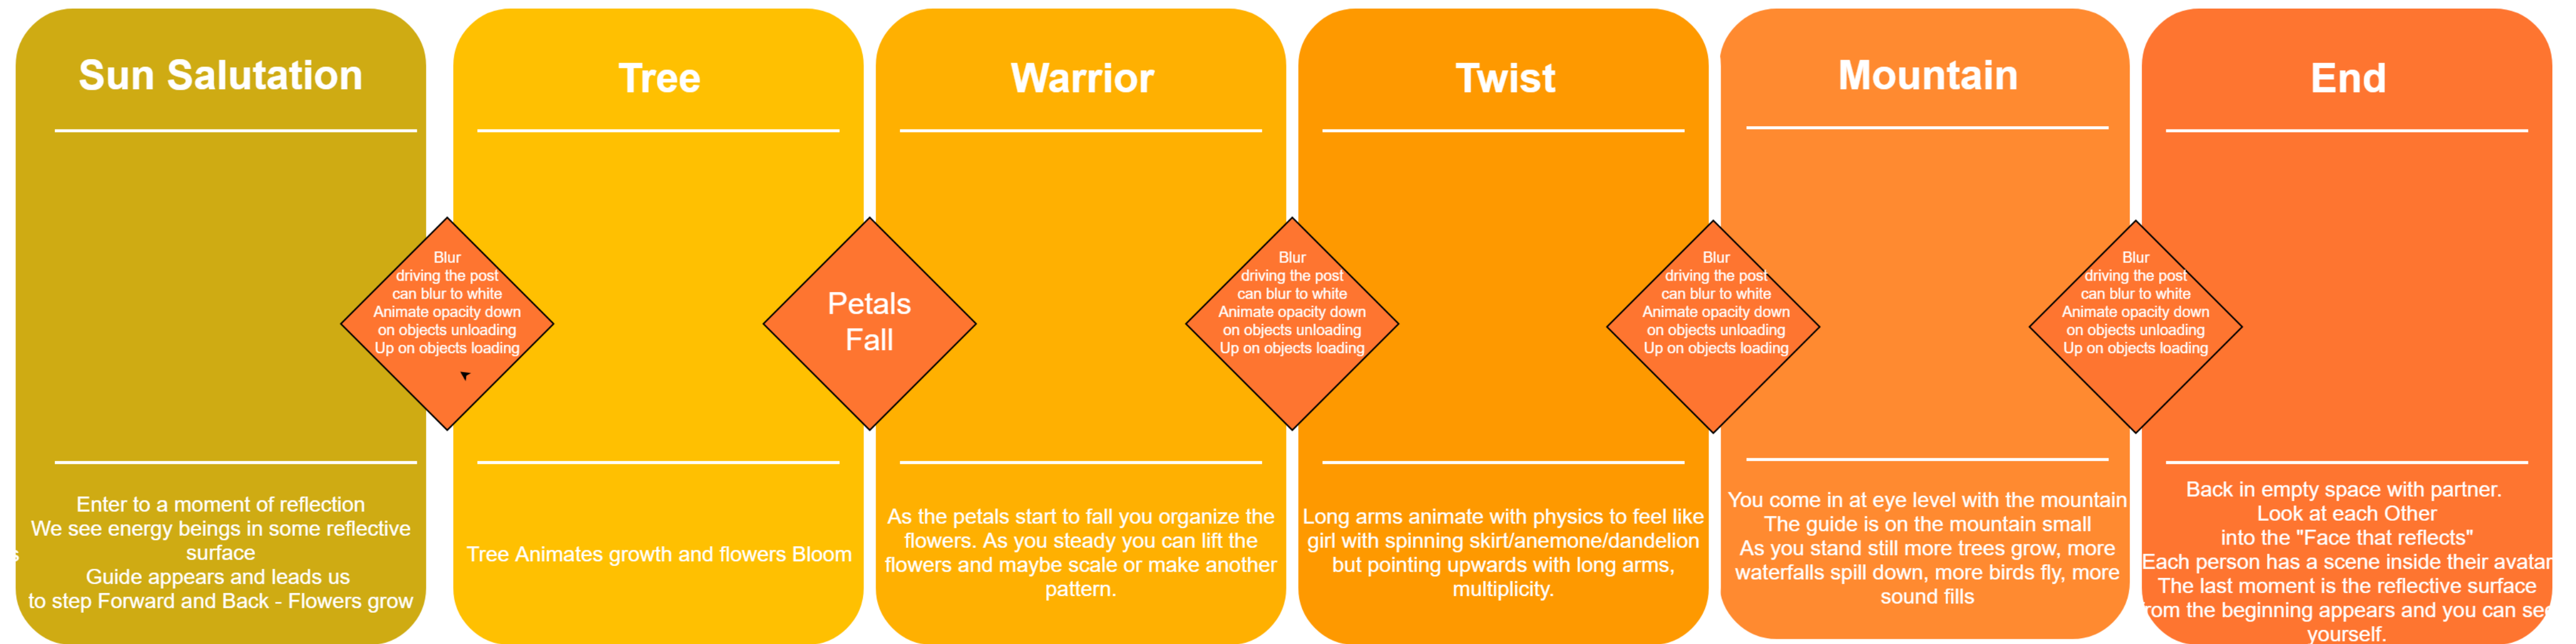 Sun Salutation
Enter to a moment of reflection
We see energy beings in some reflective
surface
Guide appears and leads us
to step Forward and Back - Flowers grow
s
Blur
driving the post
can blur to white
Animate opacity down
on objects unloading
Up on objects loading
Tree
Tree Animates growth and flowers Bloom
Petals
Fall
Warrior
As the petals start to fall you organize the
flowers. As you steady you can lift the
flowers and maybe scale or make another
pattern.
Blur
driving the post
can blur to white
Animate opacity down
on objects unloading
Up on objects loading
Twist
Long arms animate with physics to feel like
girl with spinning skirt/anemone/dandelion
but pointing upwards with long arms,
multiplicity.
Blur
driving the post
can blur to white
Animate opacity down
on objects unloading
Up on objects loading
Mountain
You come in at eye level with the mountain
The guide is on the mountain small
As you stand still more trees grow, more
waterfalls spill down, more birds fly, more
sound fills
Blur
driving the post
can blur to white
Animate opacity down
on objects unloading
Up on objects loading
End
Back in empty space with partner.
Look at each Other
into the "Face that reflects"
Each person has a scene inside their avatar
The last moment is the reflective surface
rom the beginning appears and you can see
yourself.